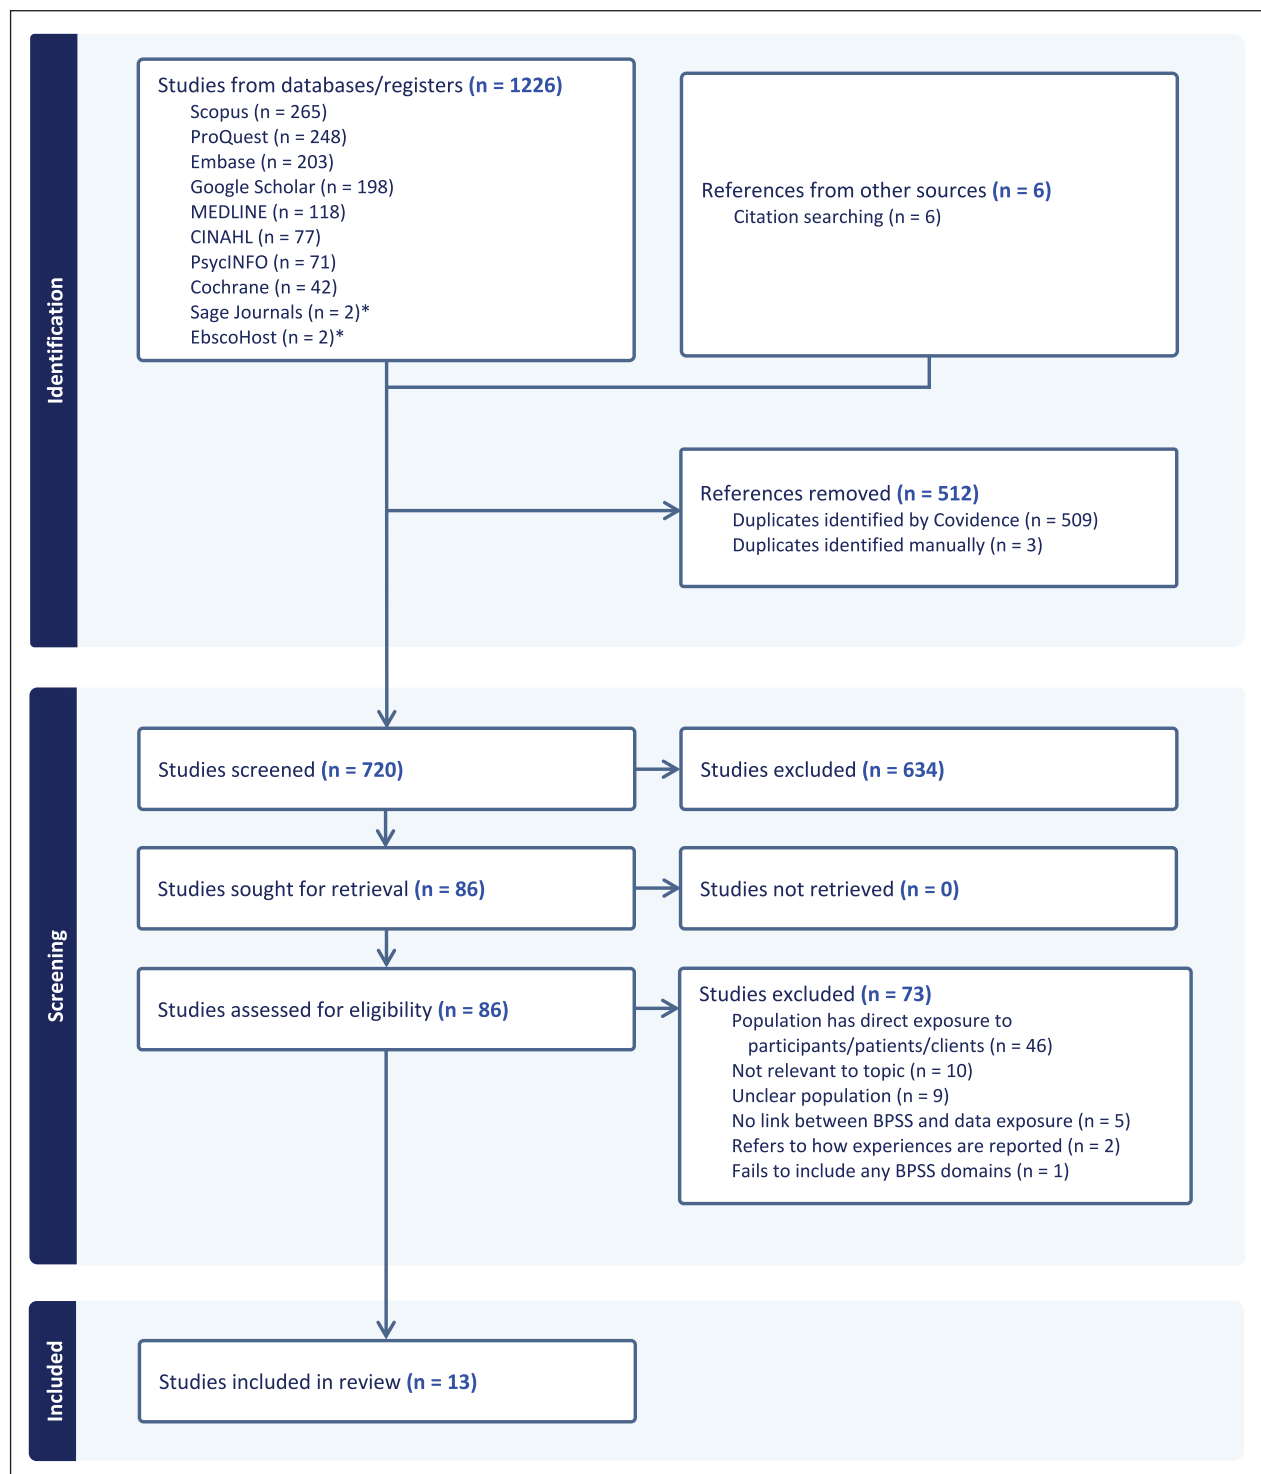 Identification
Studies from databases/registers (n = 1226)
Scopus (n = 265)
ProQuest (n = 248)
Embase (n = 203)
Google Scholar (n = 198)
MEDLINE (n = 118)
CINAHL (n = 77)
PsycINFO (n = 71)
Cochrane (n = 42)
Sage Journals (n = 2)*
EbscoHost (n = 2)*
References from other sources (n = 6)
Citation searching (n = 6)
References removed (n = 512)
Duplicates identified by Covidence (n = 509)
Duplicates identified manually (n = 3)
Screening
Studies screened (n = 720)
Studies excluded (n = 634)
Studies sought for retrieval (n = 86)
Studies not retrieved (n = 0)
Studies assessed for eligibility (n = 86)
Studies excluded (n = 73)
Population has direct exposure to
participants/patients/clients (n = 46)
Not relevant to topic (n = 10)
Unclear population (n = 9)
No link between BPSS and data exposure (n = 5)
Refers to how experiences are reported (n = 2)
Fails to include any BPSS domains (n = 1)
Included
Studies included in review (n = 13)